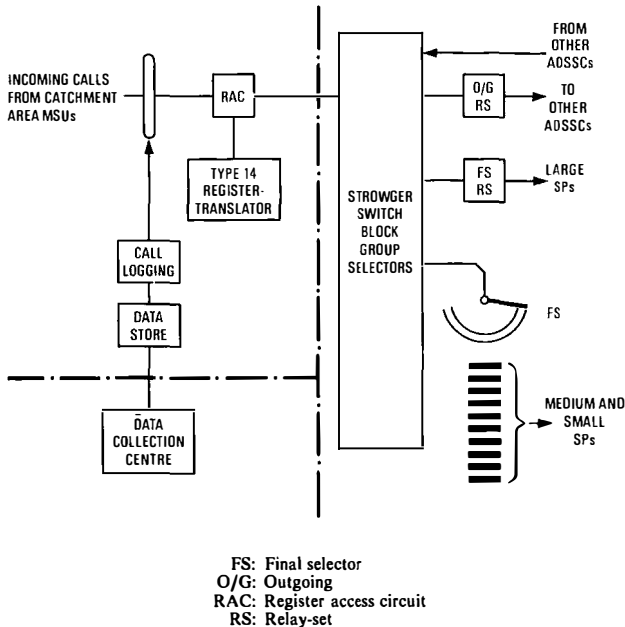 INCOMING CALLS
FROM CATCHMENT
AREA MSUs
RAC
TYPE 14
REGISTER-
TRANSLATOR
CALL
LOGGING
DATA
STORE
DATA
COLLECTION
CENTRE
STROWGER
SWITCH
BLOCK
GROUP
SELECTORS
FROM
OTHER
ADSSCs
O/G
RS
TO
OTHER
ADSSCs
FS
RS
LARGE
SPs
FS
MEDIUM AND
SMALL
SPs
FS: Final selector
O/G: Outgoing
RAC: Register access circuit
RS: Relay-set